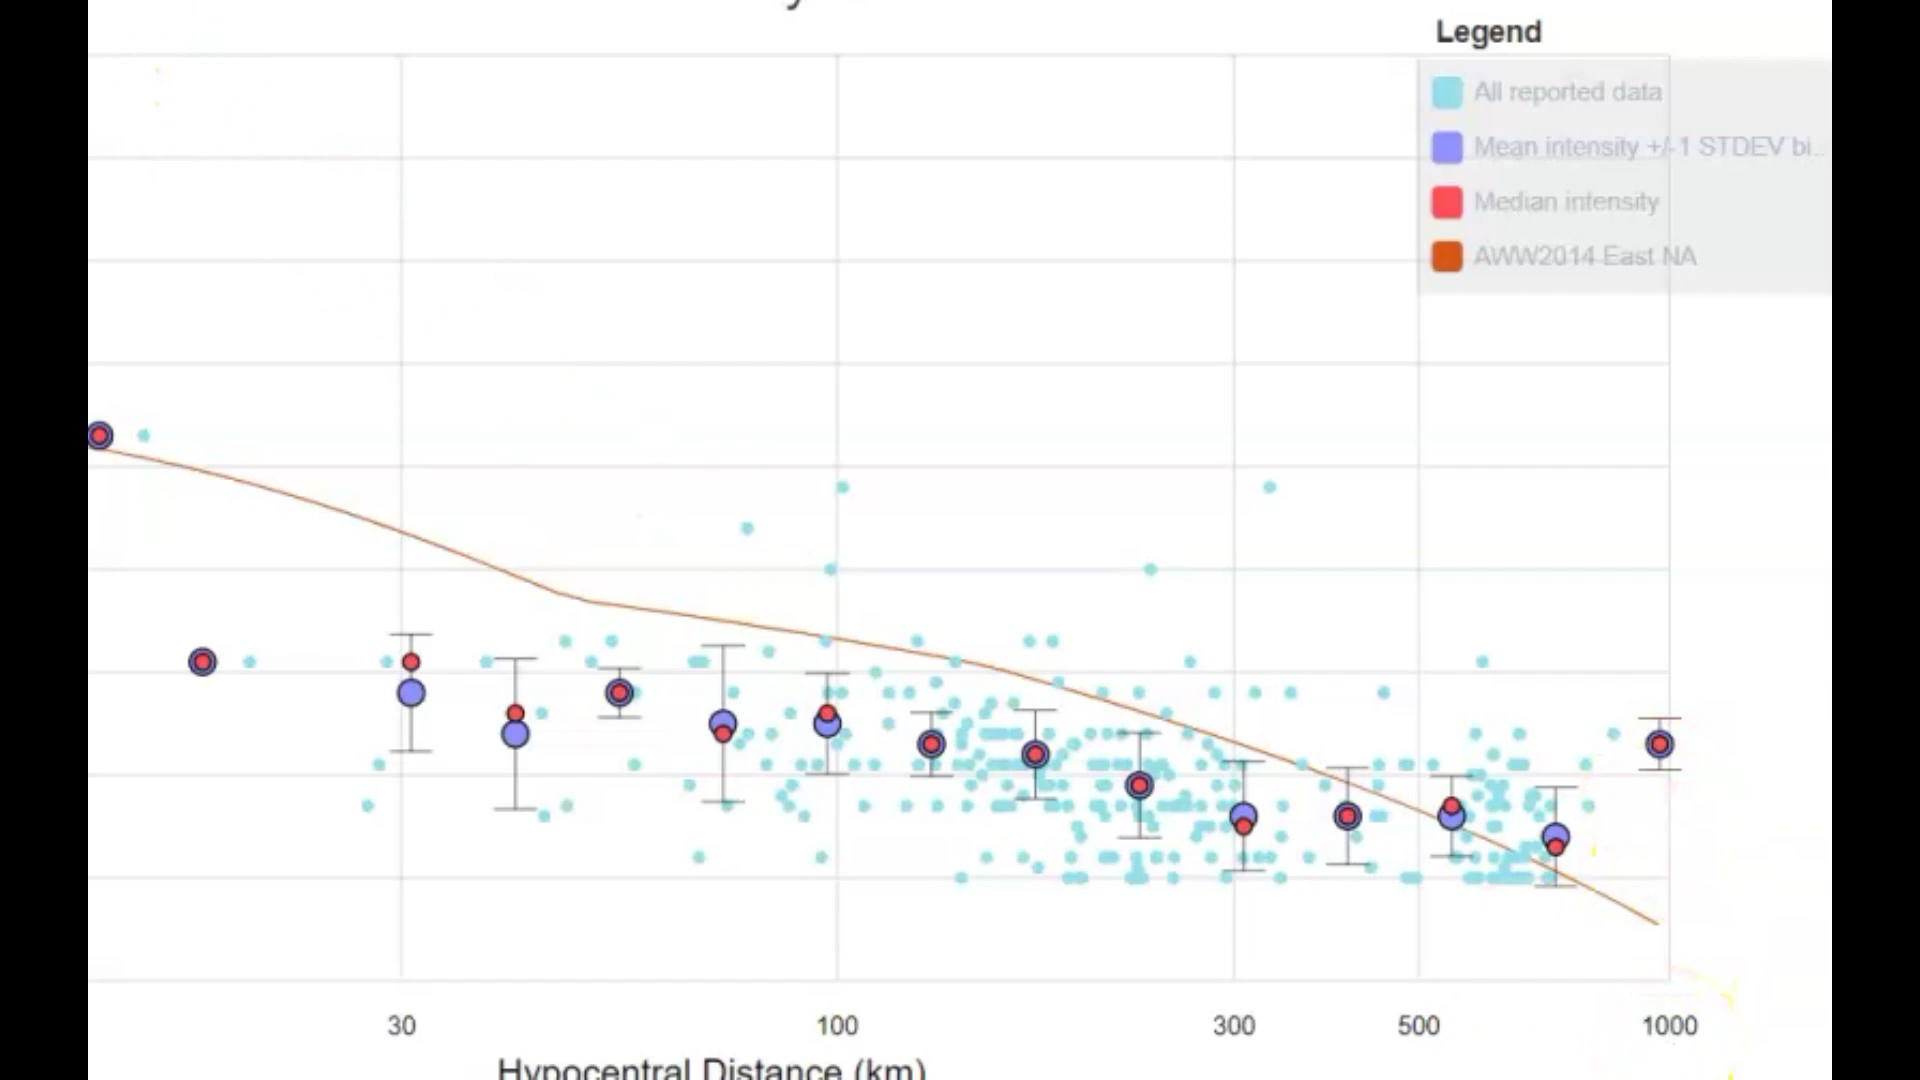 Legend
All reported data
Mean intensity +/-1 STDEV bi..
Median intensity
AWW2014 East NA
30
100
300
500
1000
Hypocentral Distance (km)